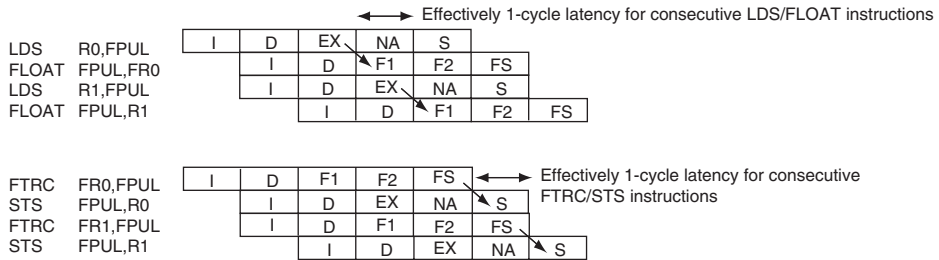 Effectively 1-cycle latency for consecutive LDS/FLOAT instructions
LDS R0,FPUL I D EX NA S
FLOAT FPUL,FR0 I D F1 F2 FS
LDS R1,FPUL I D EX NA S
FLOAT FPUL,R1 I D F1 F2 FS
Effectively 1-cycle latency for consecutive
FTRC/STS instructions
FTRC FR0,FPUL I D F1 F2 FS
STS FPUL,R0 I D EX NA S
FTRC FR1,FPUL I D F1 F2 FS
STS FPUL,R1 I D EX NA S